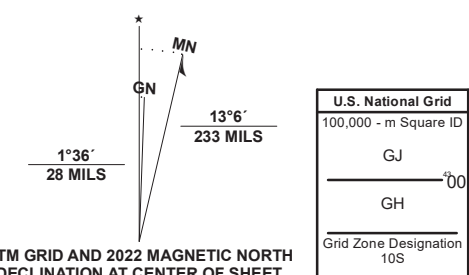 ★
MN
GN
13°6´
233 MILS
1°36´
28 MILS
TM GRID AND 2022 MAGNETIC NORTH
DECLINATION AT CENTER OF SHEET
U.S. National Grid
100,000 - m Square ID
GJ
4300
GH
Grid Zone Designation
10S